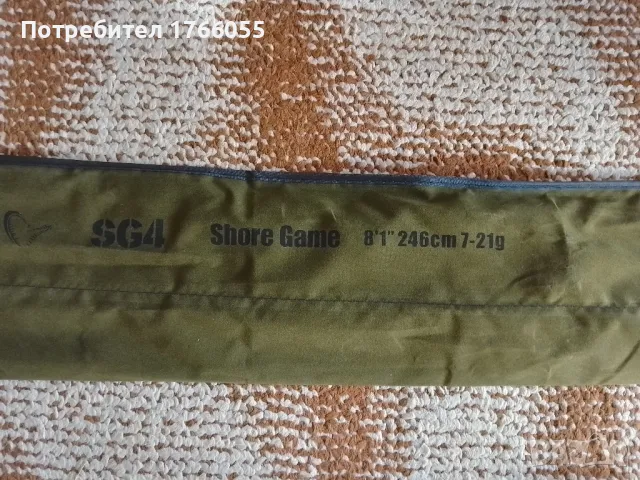 Потребител 1766055
SG4 Shore Game 8'1" 246cm 7-21g